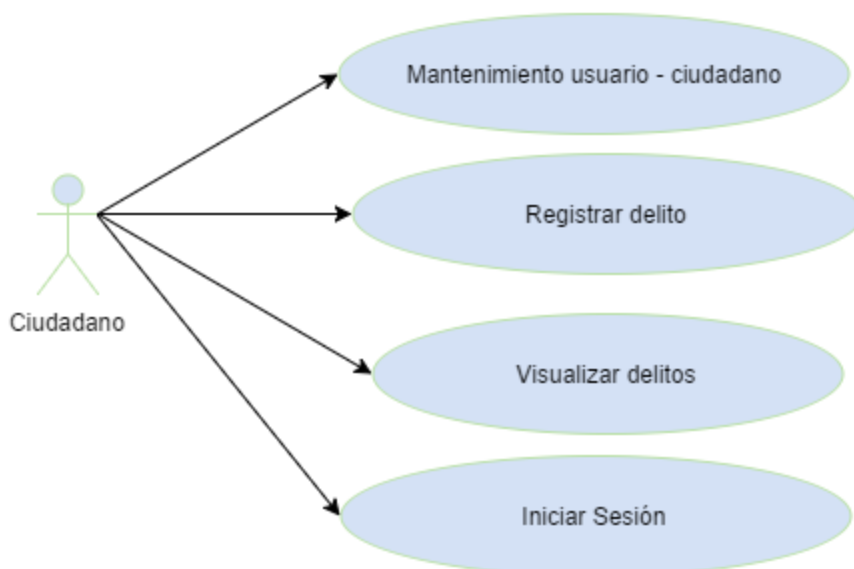 Mantenimiento usuario - ciudadano
Registrar delito
Ciudadano
Visualizar delitos
Iniciar Sesión